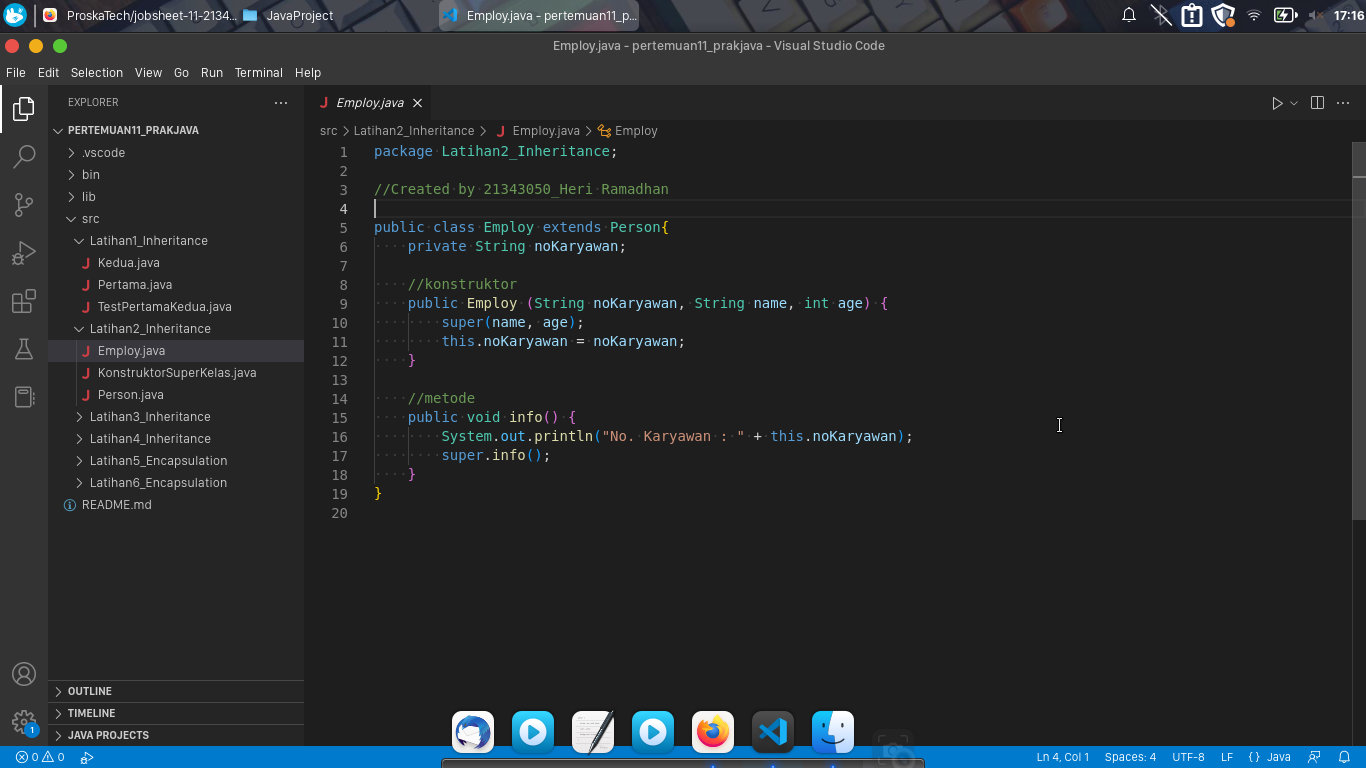 ProskaTech/jobsheet-11-2134... JavaProject Employ.java - pertemuan11_p... 17:16
Employ.java - pertemuan11_prakjava - Visual Studio Code
File Edit Selection View Go Run Terminal Help
EXPLORER
PERTEMUAN11_PRAKJAVA
.vscode
bin
lib
src
Latihan1_Inheritance
Kedua.java
Pertama.java
TestPertamaKedua.java
Latihan2_Inheritance
Employ.java
KonstruktorSuperKelas.java
Person.java
Latihan3_Inheritance
Latihan4_Inheritance
Latihan5_Encapsulation
Latihan6_Encapsulation
README.md
OUTLINE
TIMELINE
JAVA PROJECTS
Employ.java
src > Latihan2_Inheritance > Employ.java > Employ
1 package Latihan2_Inheritance;
2
3 //Created by 21343050_Heri Ramadhan
4
5 public class Employ extends Person{
6     private String noKaryawan;
7
8     //konstruktor
9     public Employ (String noKaryawan, String name, int age) {
10         super(name, age);
11         this.noKaryawan = noKaryawan;
12     }
13
14     //metode
15     public void info() {
16         System.out.println("No. Karyawan : " + this.noKaryawan);
17         super.info();
18     }
19 }
20
1
0 0 Ln 4, Col 1 Spaces: 4 UTF-8 LF {} Java